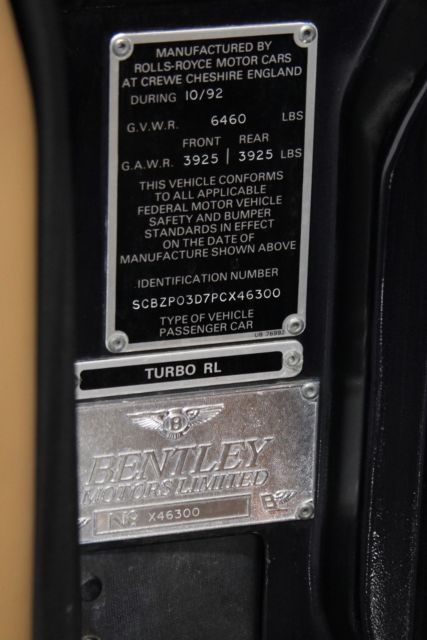 MANUFACTURED BY
ROLLS-ROYCE MOTOR CARS
AT CREWE CHESHIRE ENGLAND
DURING 10/92
G.V.W.R. 6460 LBS
FRONT REAR
G.A.W.R. 3925 | 3925 LBS
THIS VEHICLE CONFORMS
TO ALL APPLICABLE
FEDERAL MOTOR VEHICLE
SAFETY AND BUMPER
STANDARDS IN EFFECT
ON THE DATE OF
MANUFACTURE SHOWN ABOVE
IDENTIFICATION NUMBER
SCBZP03D7PCX46300
TYPE OF VEHICLE
PASSENGER CAR
TURBO RL
B
BENTLEY
MOTORS LIMITED
No X46300